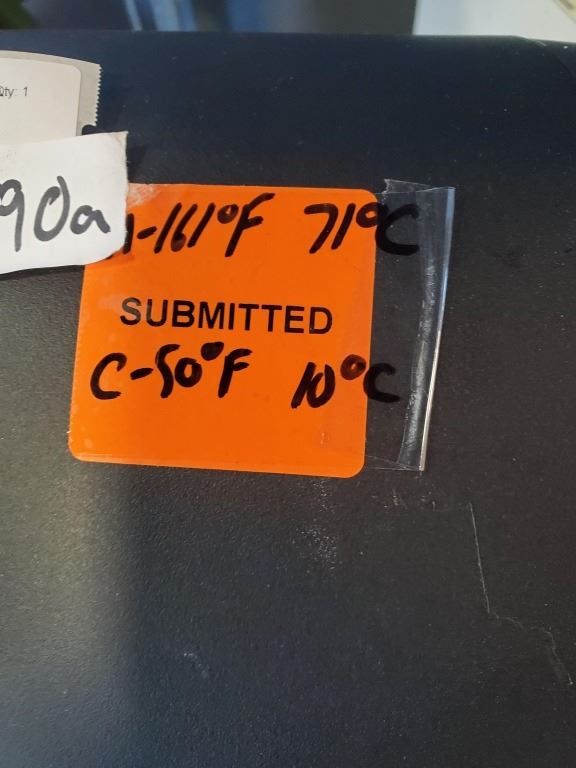 Qty: 1
90a
-161°F 71°C
SUBMITTED
C-50°F 10°C